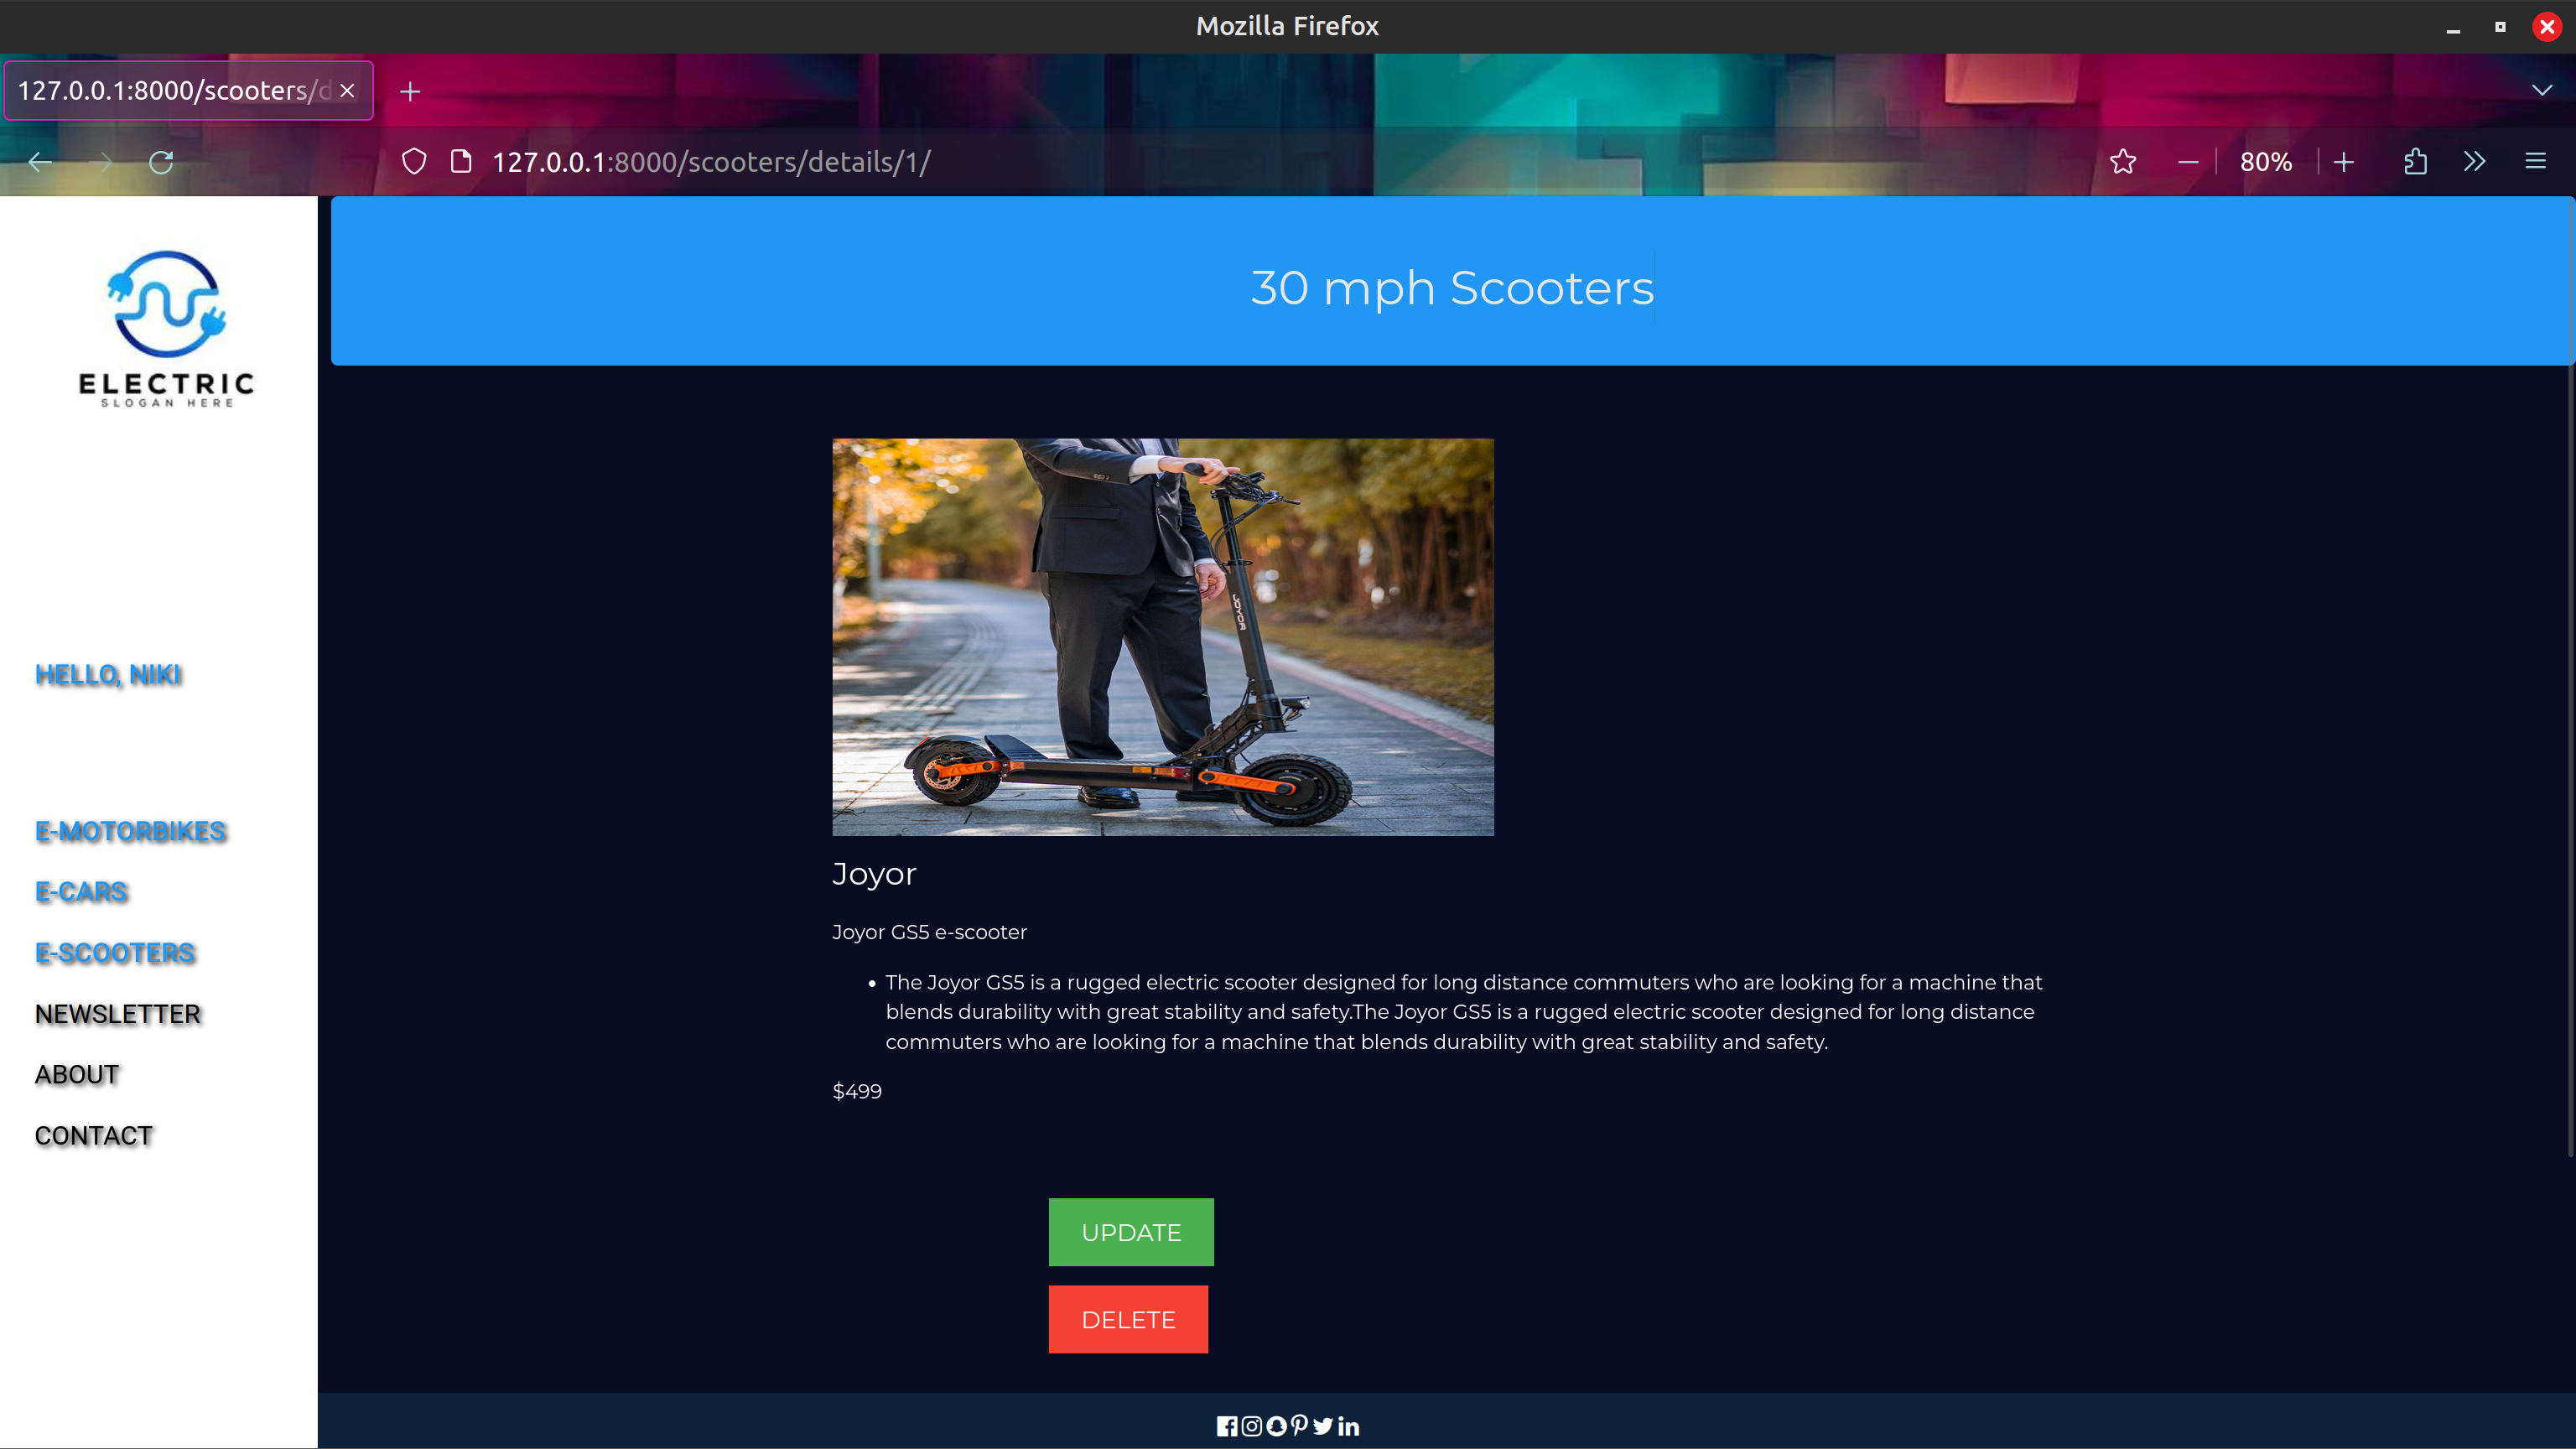 Mozilla Firefox
127.0.0.1:8000/scooters/d
127.0.0.1:8000/scooters/details/1/
80%
ELECTRIC
SLOGAN HERE
30 mph Scooters
JOYOR
HELLO, NIKI
E-MOTORBIKES
E-CARS
E-SCOOTERS
NEWSLETTER
ABOUT
CONTACT
Joyor
Joyor GS5 e-scooter
• The Joyor GS5 is a rugged electric scooter designed for long distance commuters who are looking for a machine that
blends durability with great stability and safety.The Joyor GS5 is a rugged electric scooter designed for long distance
commuters who are looking for a machine that blends durability with great stability and safety.
$499
UPDATE
DELETE